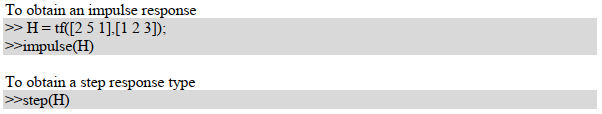 To obtain an impulse response
>> H = tf([2 5 1],[1 2 3]);
>>impulse(H)
To obtain a step response type
>>step(H)